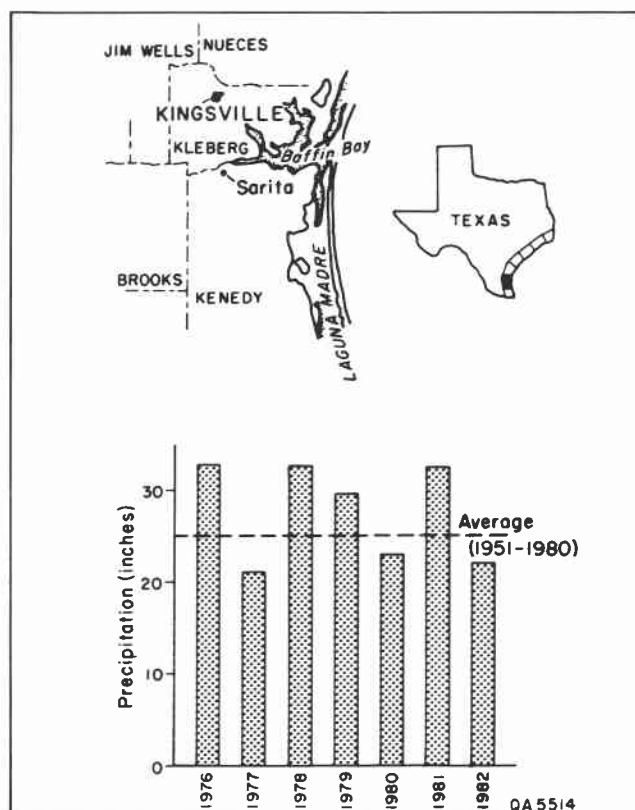 JIM WELLS
NUECES
KINGSVILLE
KLEBERG
Baffin Bay
Sarita
TEXAS
BROOKS
KENEDY
LAGUNA MADRE
Precipitation (inches)
30
20
10
0
Average
(1951-1980)
1976
1977
1978
1979
1980
1981
1982
QA5514